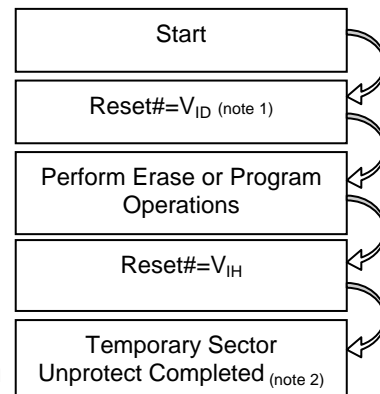 Start
Reset#=VID (note 1)
Perform Erase or Program
Operations
Reset#=VIH
Temporary Sector
Unprotect Completed (note 2)